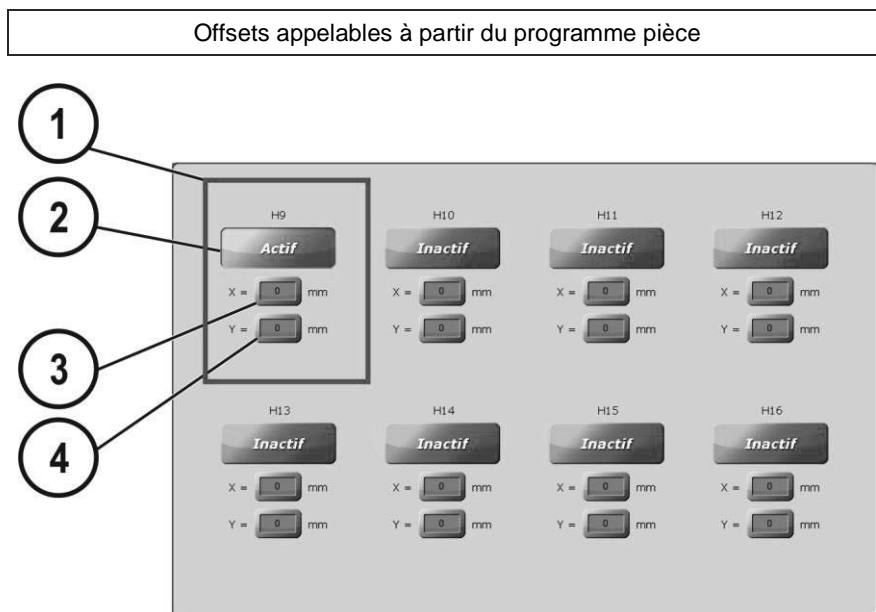 Offsets appelables à partir du programme pièce
1
2
3
4
H9 H10 H11 H12
Actif Inactif Inactif Inactif
X = 0 mm X = 0 mm X = 0 mm X = 0 mm
Y = 0 mm Y = 0 mm Y = 0 mm Y = 0 mm
H13 H14 H15 H16
Inactif Inactif Inactif Inactif
X = 0 mm X = 0 mm X = 0 mm X = 0 mm
Y = 0 mm Y = 0 mm Y = 0 mm Y = 0 mm